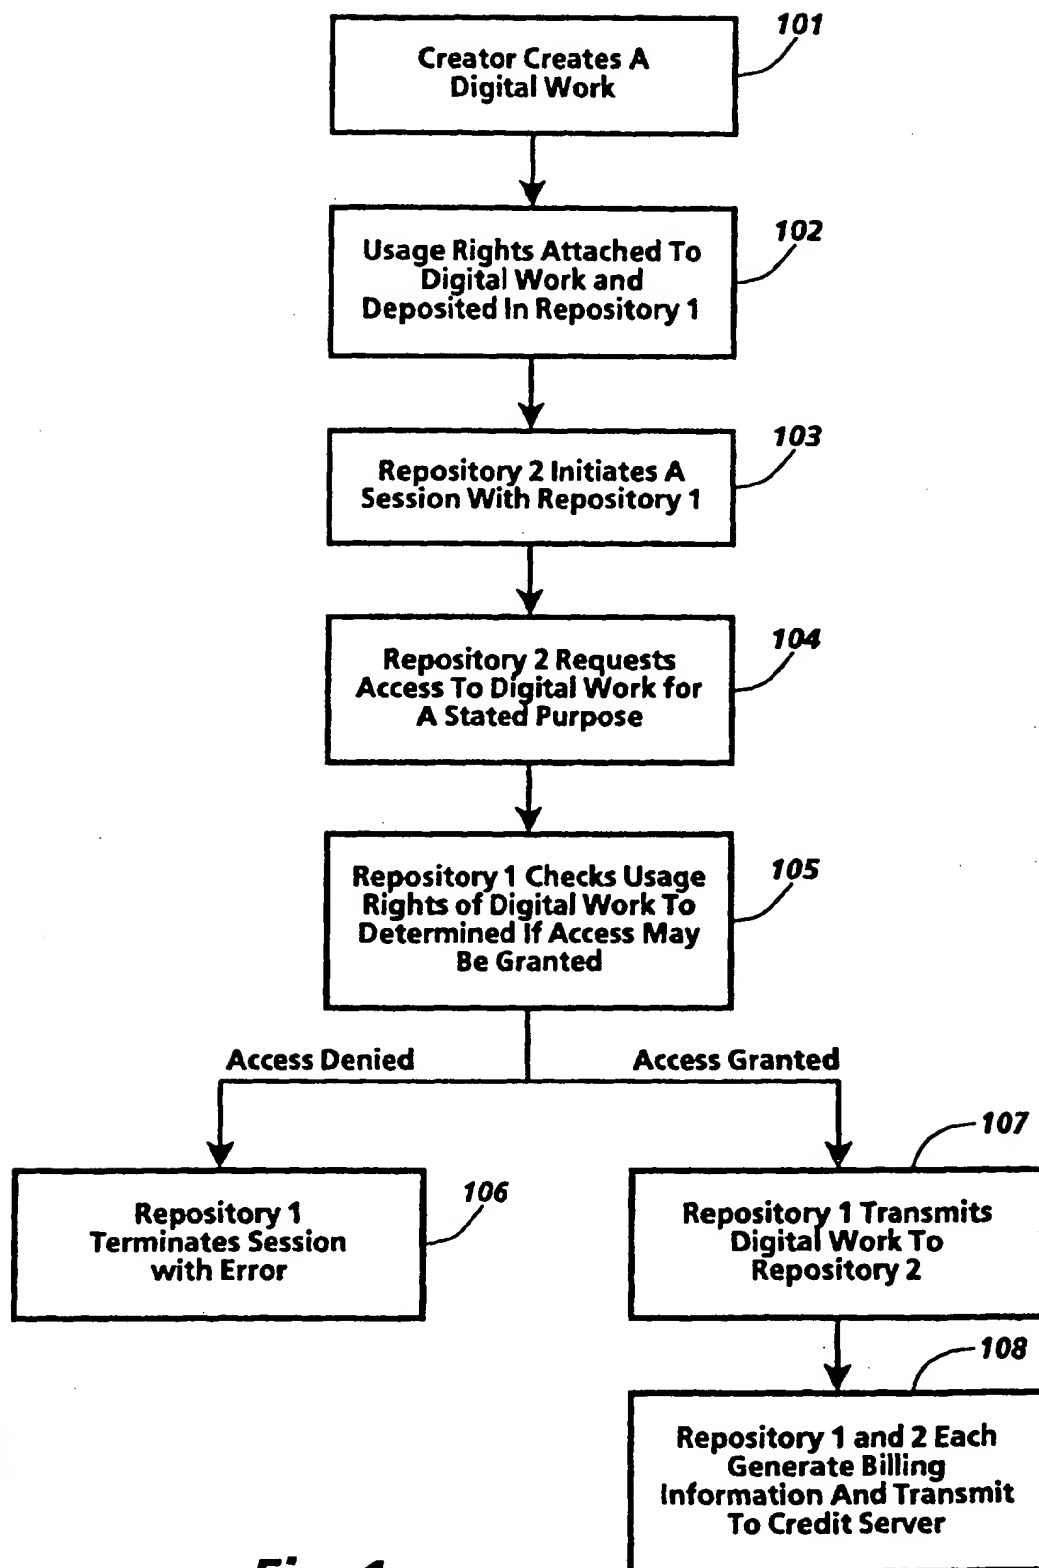 101
Creator Creates A
Digital Work
102
Usage Rights Attached To
Digital Work and
Deposited In Repository 1
103
Repository 2 Initiates A
Session With Repository 1
104
Repository 2 Requests
Access To Digital Work for
A Stated Purpose
105
Repository 1 Checks Usage
Rights of Digital Work To
Determined If Access May
Be Granted
Access Denied
Access Granted
106
Repository 1
Terminates Session
with Error
107
Repository 1 Transmits
Digital Work To
Repository 2
108
Repository 1 and 2 Each
Generate Billing
Information And Transmit
To Credit Server